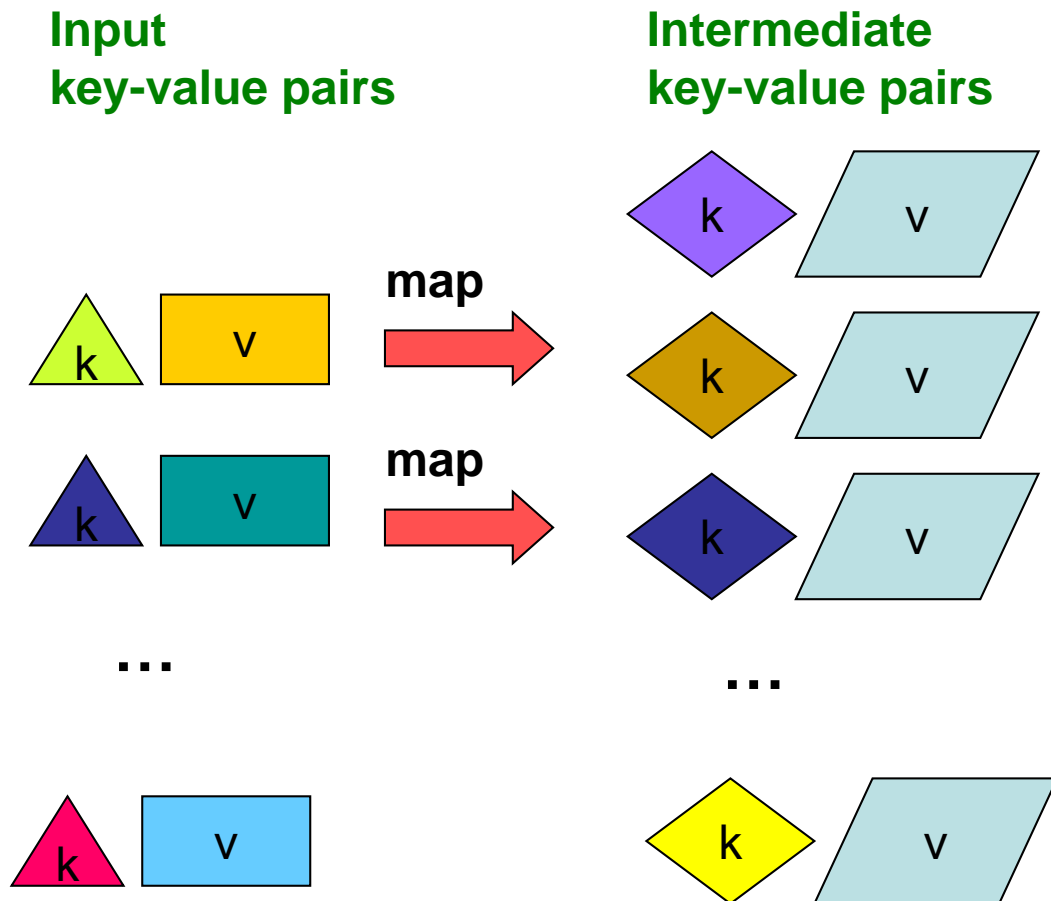 Input
key-value pairs
Intermediate
key-value pairs
k v
map
k v
k v
map
k v
k v
...
...
k v
k v